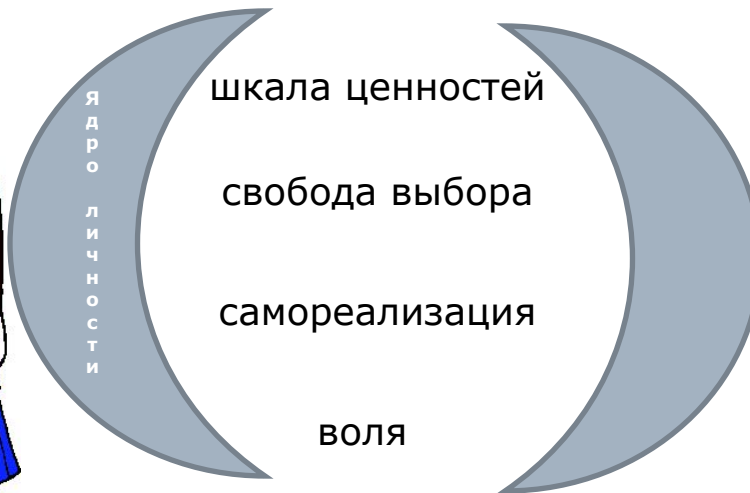 Ядро личности
шкала ценностей
свобода выбора
самореализация
воля